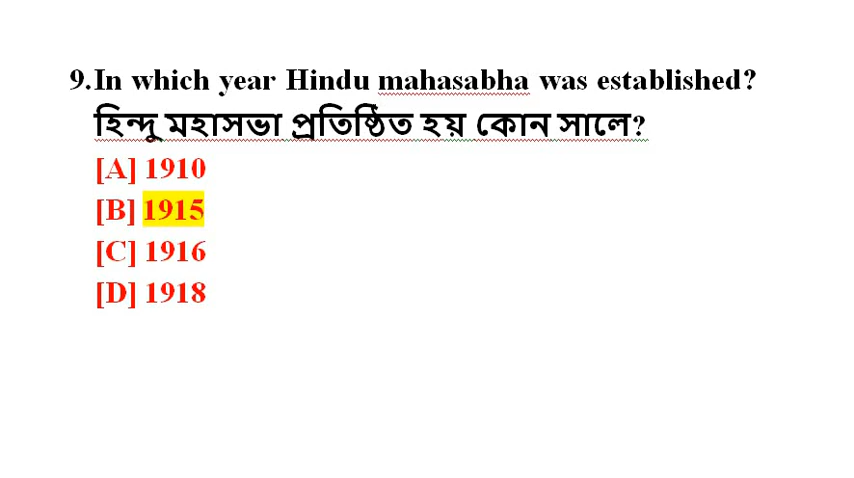 9.In which year Hindu mahasabha was established?
হিন্দু মহাসভা প্রতিষ্ঠিত হয় কোন সালে?
[A] 1910
[B] 1915
[C] 1916
[D] 1918